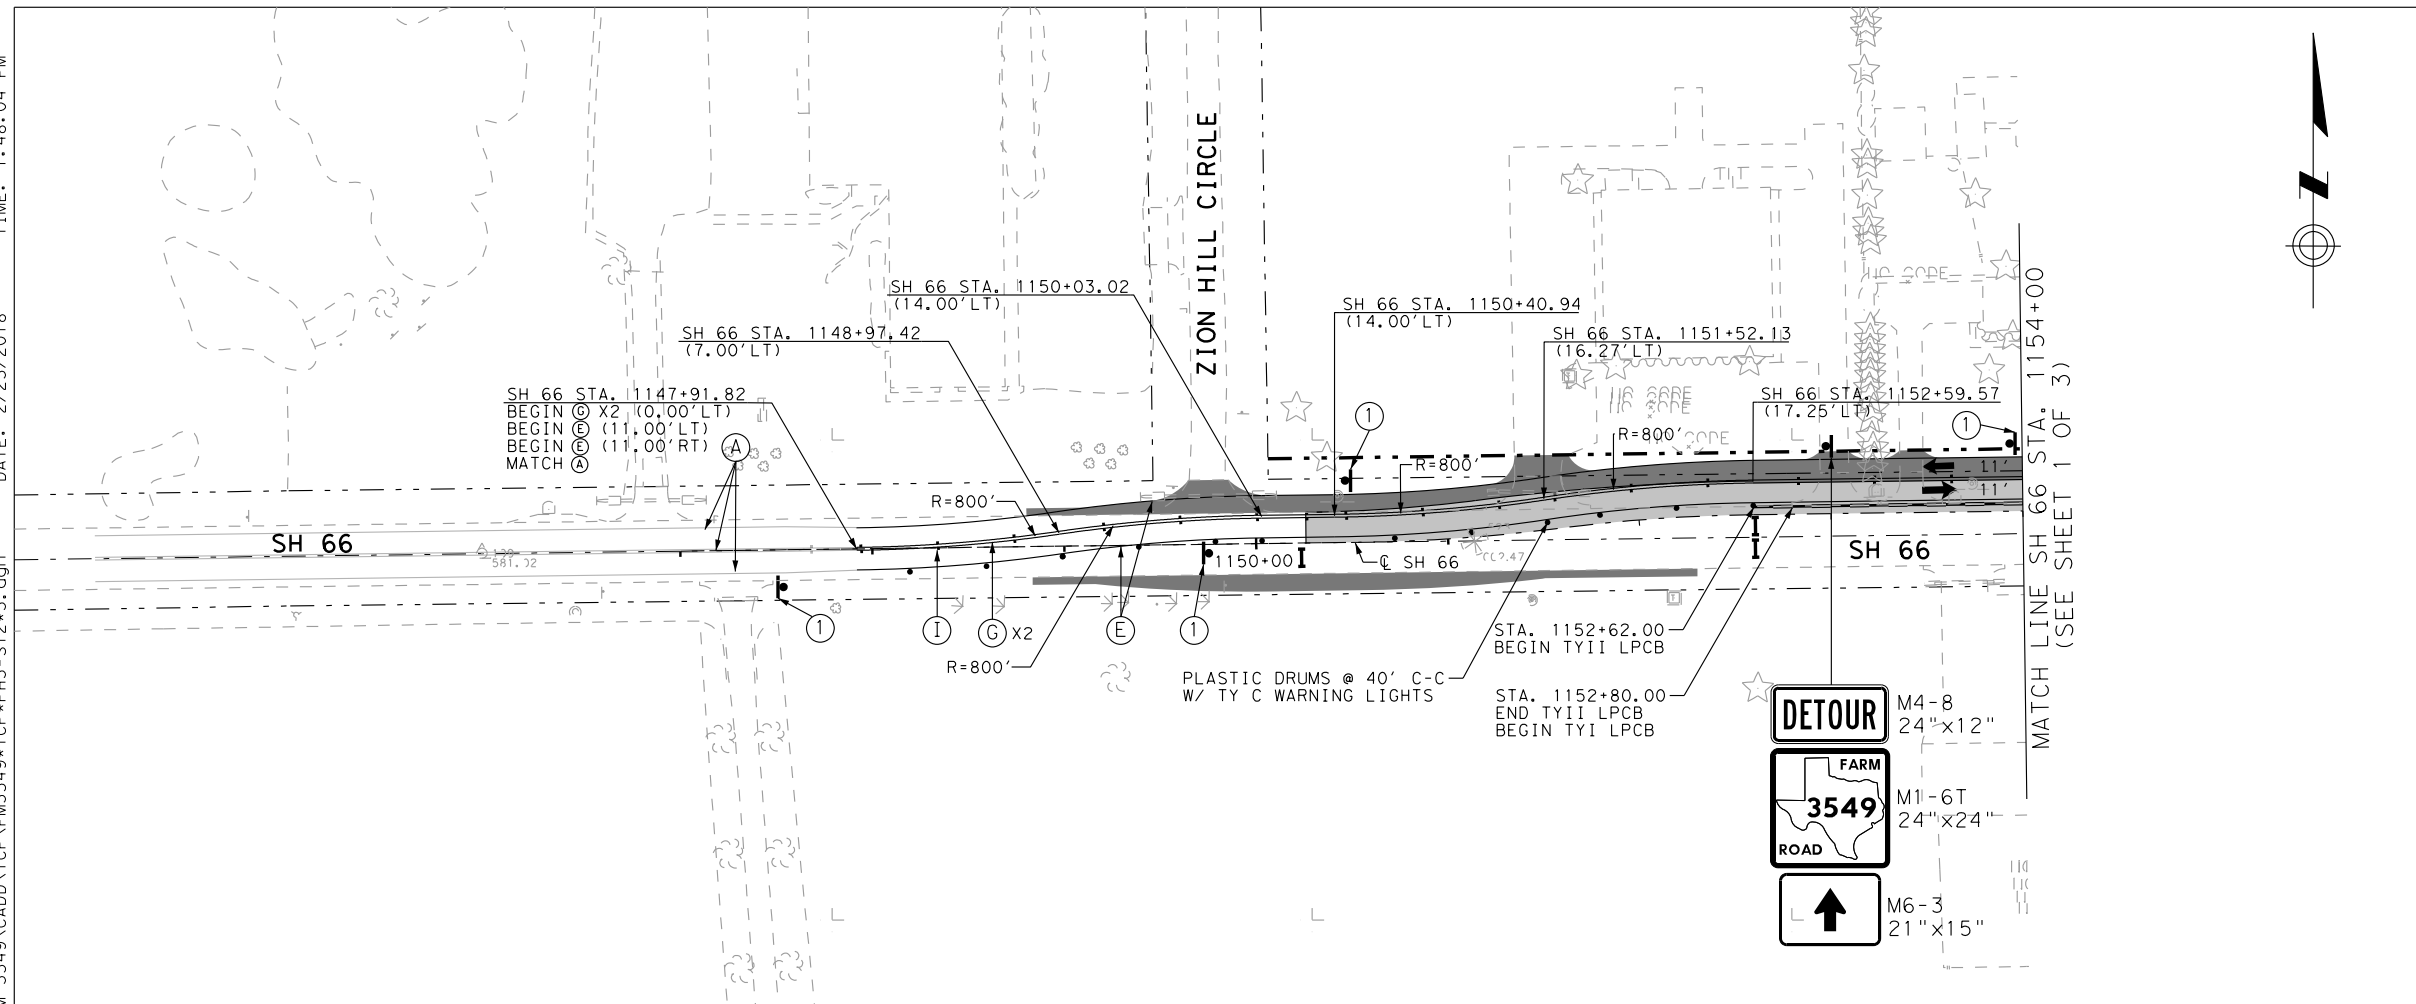 ZION HILL CIRCLE
SH 66 STA. 1150+03.02
(14.00'LT)
SH 66 STA. 1148+97.42
(7.00'LT)
SH 66 STA. 1147+91.82
BEGIN Ⓖ X2 (0.00'LT)
BEGIN Ⓔ (11.00'LT)
BEGIN Ⓔ (11.00'RT)
MATCH Ⓐ
A
SH 66 STA. 1150+40.94
(14.00'LT)
SH 66 STA. 1151+52.13
(16.27'LT)
SH 66 STA. 1152+59.57
(17.25'LT)
1
1
R=800'
R=800'
R=800'
11'
11'
SH 66
581.02
1150+00
℄ SH 66
SH 66
1
I
G X2
E
1
R=800'
STA. 1152+62.00
BEGIN TYII LPCB
PLASTIC DRUMS @ 40' C-C
W/ TY C WARNING LIGHTS
STA. 1152+80.00
END TYII LPCB
BEGIN TYI LPCB
DETOUR
M4-8
24"x12"
FARM
3549
ROAD
M1-6T
24"x24"
M6-3
21"x15"
MATCH LINE SH 66 STA. 1154+00
(SEE SHEET 1 OF 3)